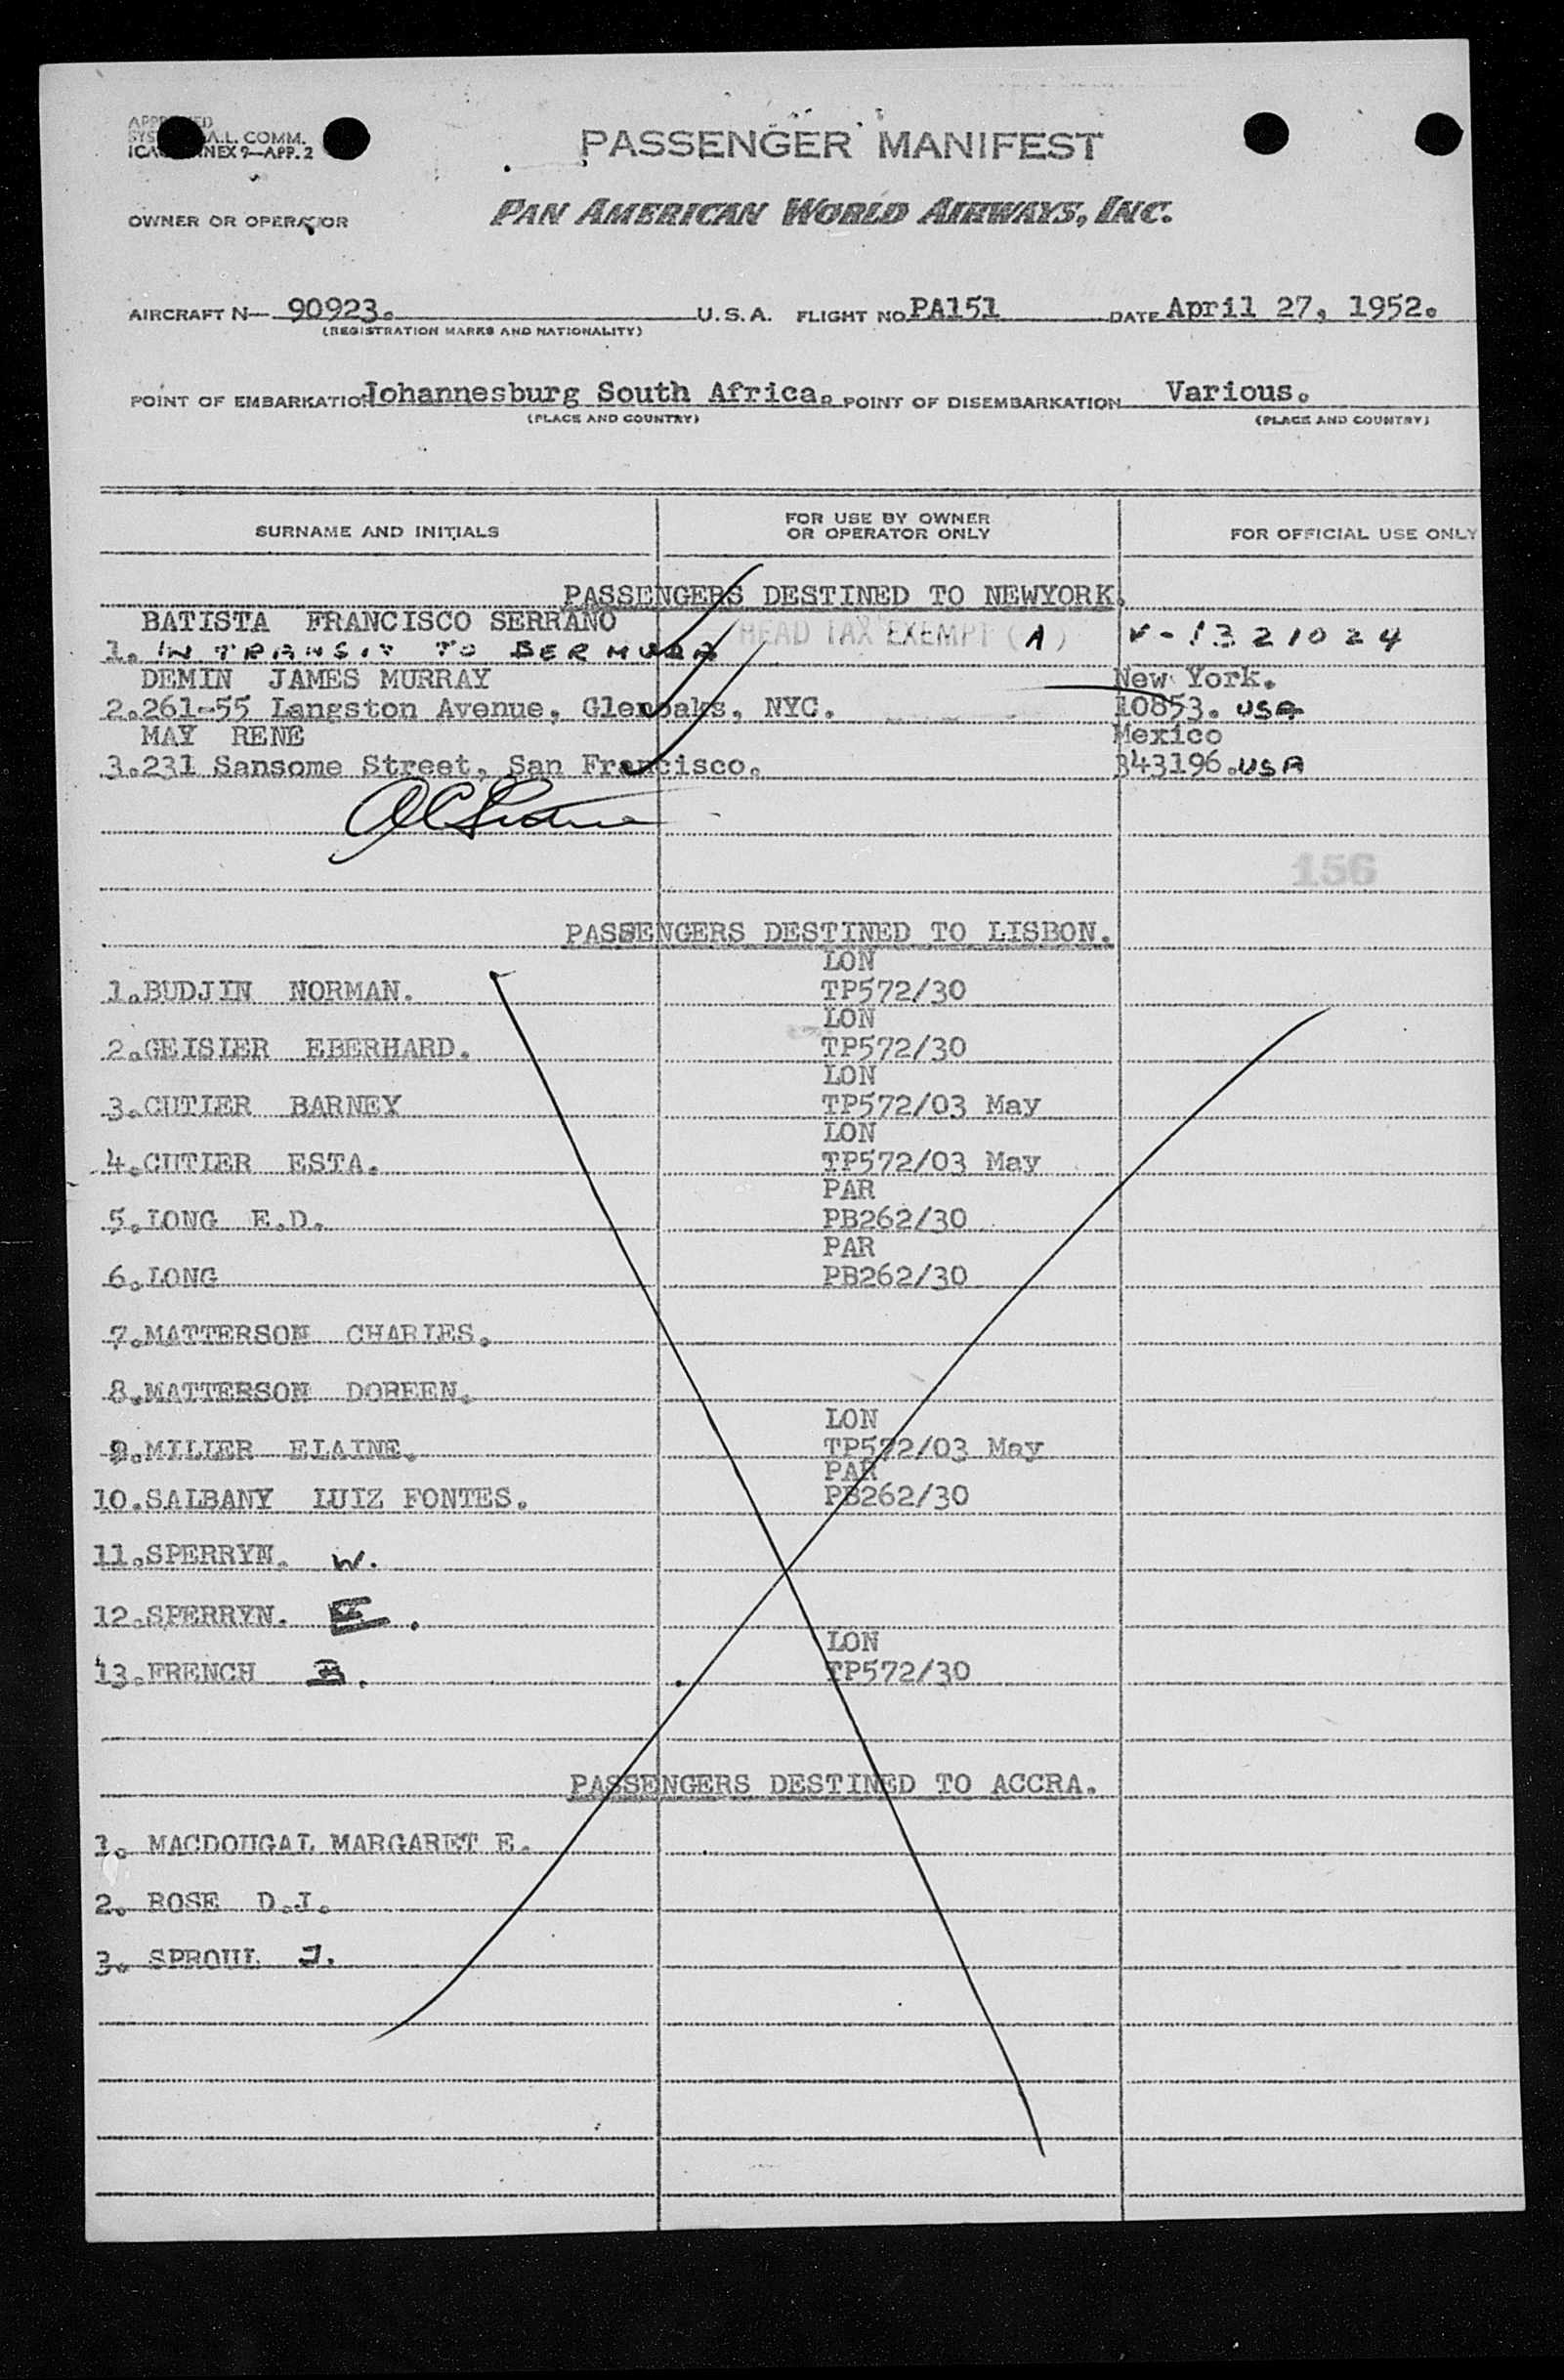 PASSENGER MANIFEST
ICAO ANNEX 9—APP. 2
OWNER OR OPERATOR PAN AMERICAN WORLD AIRWAYS, INC.
AIRCRAFT N— 90923. U.S.A. FLIGHT NO. PA151 DATE April 27, 1952.
(REGISTRATION MARKS AND NATIONALITY)
POINT OF EMBARKATION Johannesburg South Africa. POINT OF DISEMBARKATION Various.
(PLACE AND COUNTRY) (PLACE AND COUNTRY)
SURNAME AND INITIALS FOR USE BY OWNER OR OPERATOR ONLY FOR OFFICIAL USE ONLY
PASSENGERS DESTINED TO NEWYORK.
BATISTA FRANCISCO SERRANO
1. IN TRANSIT TO BERMUDA HEAD TAX EXEMPT (A) V-1321024
DEMIN JAMES MURRAY New York.
2.261-55 Langston Avenue, Glenoaks, NYC. 10853. USA
MAY RENE Mexico
3.231 Sansome Street, San Francisco. 343196.USA
156
PASSENGERS DESTINED TO LISBON.
LON
1.BUDJIN NORMAN. TP572/30
LON
2.GEISLER EBERHARD. TP572/30
LON
3.CUTLER BARNEY TP572/03 May
LON
4.CUTLER ESTA. TP572/03 May
PAR
5.LONG E.D. PB262/30
PAR
6.LONG PB262/30
7.MATTERSON CHARLES.
8.MATTERSON DOREEN.
LON
9.MILLER ELAINE. TP572/03 May
PAR
10.SALBANY LUIZ FONTES. PB262/30
11.SPERRYN. W.
12.SPERRYN. E.
LON
13.FRENCH B. TP572/30
PASSENGERS DESTINED TO ACCRA.
1. MACDOUGAL MARGARET E.
2. ROSE D.J.
3. SPROUL J.